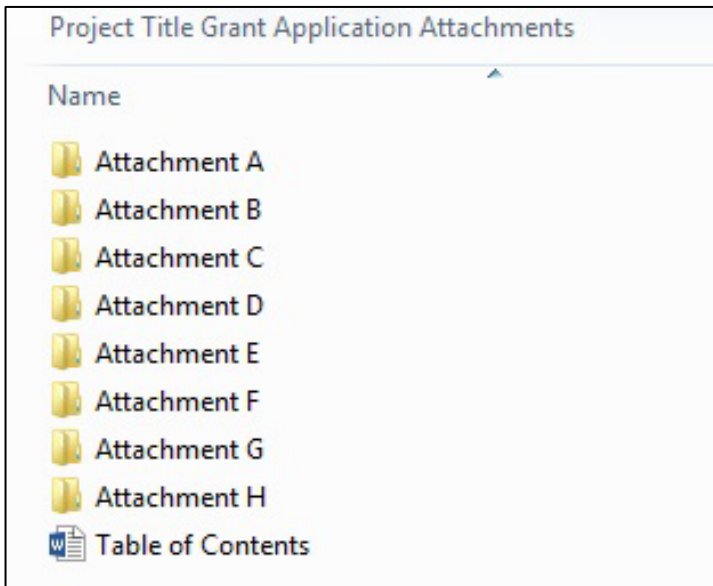 Project Title Grant Application Attachments
Name
Attachment A
Attachment B
Attachment C
Attachment D
Attachment E
Attachment F
Attachment G
Attachment H
Table of Contents